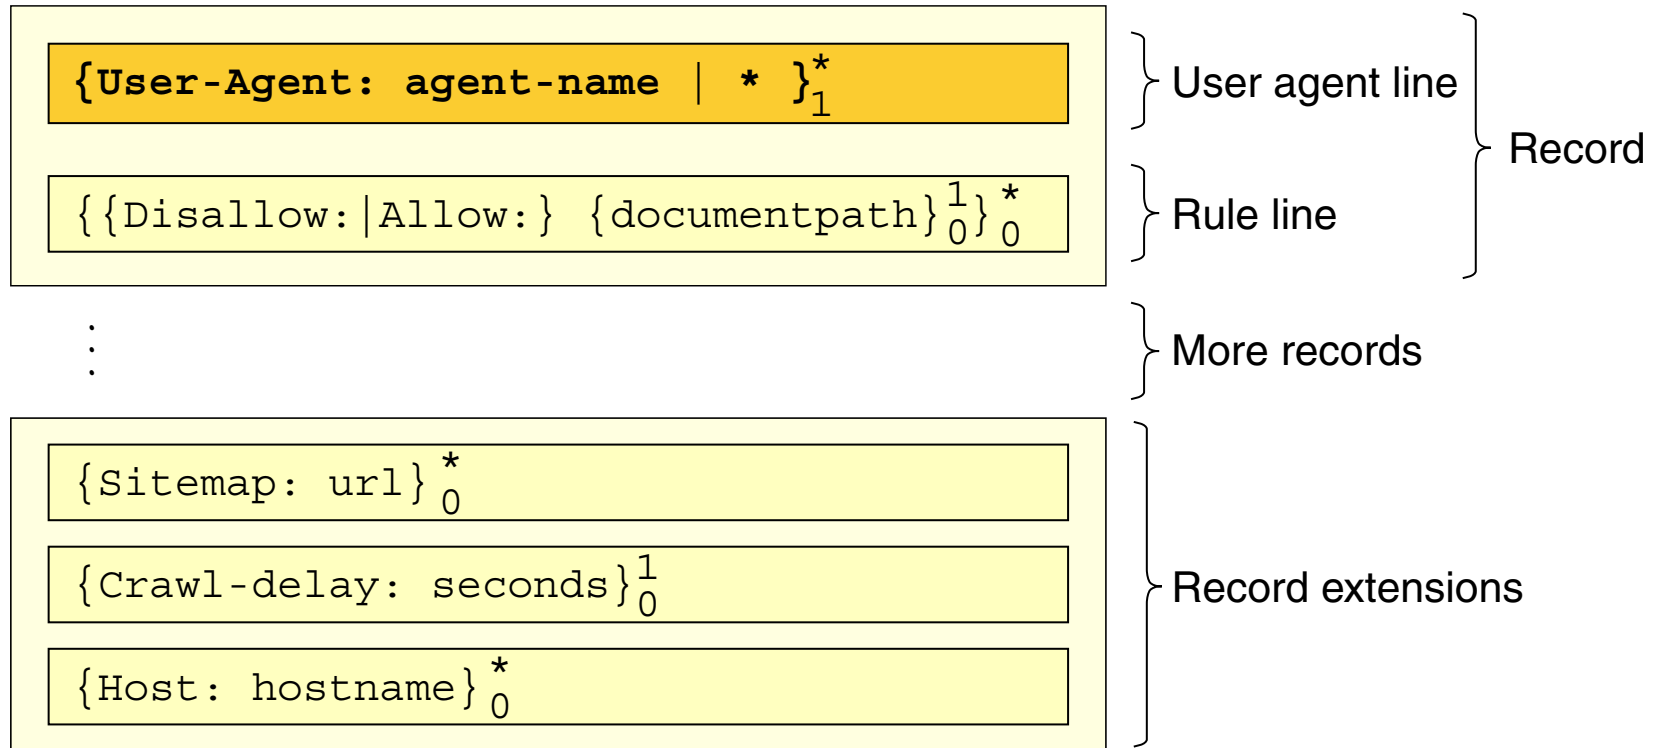 {User-Agent: agent-name | * }*1
User agent line
Record
{{Disallow:|Allow:} {documentpath}10}*0
Rule line
More records
{Sitemap: url}*0
{Crawl-delay: seconds}10
Record extensions
{Host: hostname}*0